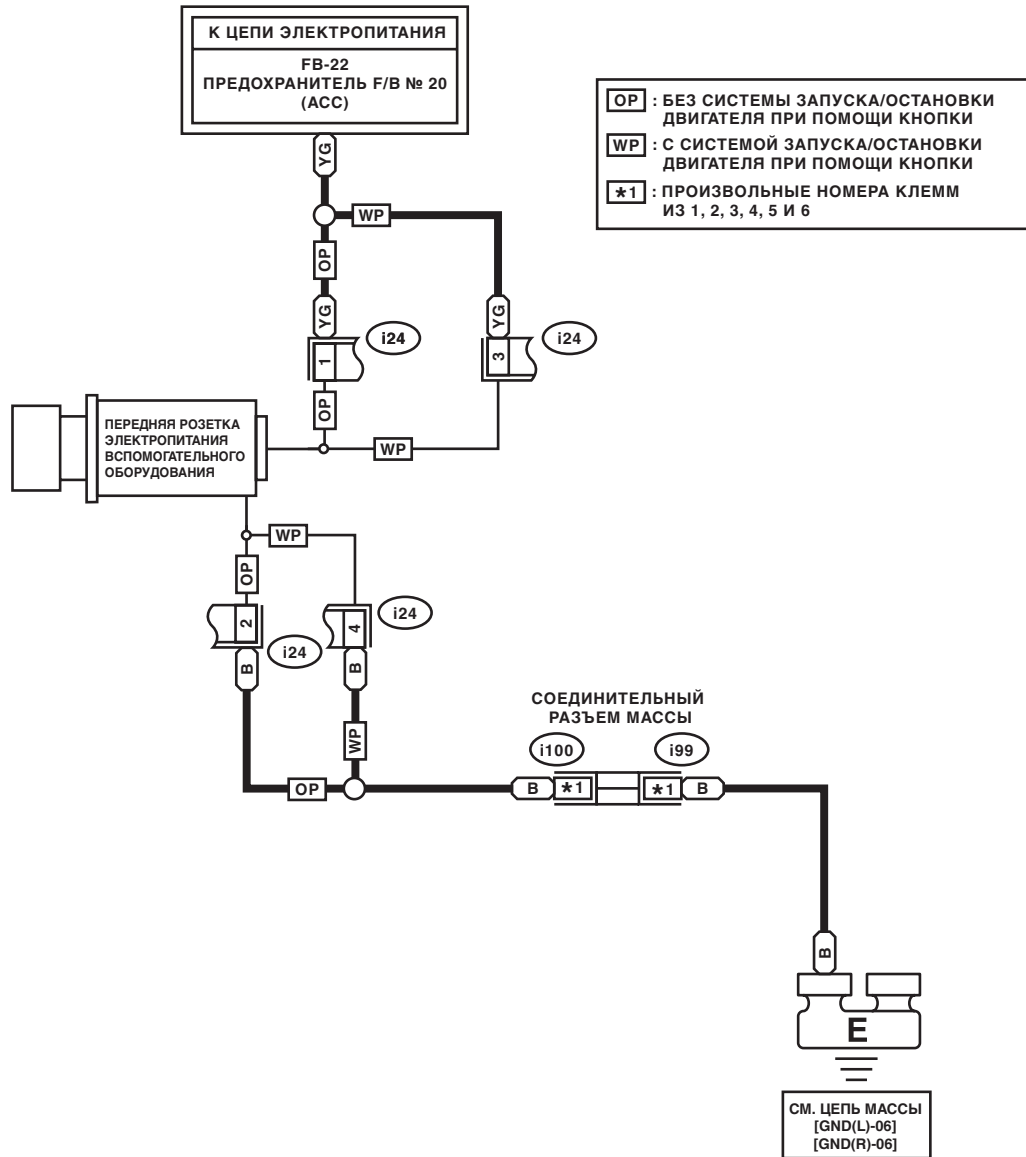 К ЦЕПИ ЭЛЕКТРОПИТАНИЯ
FB-22
ПРЕДОХРАНИТЕЛЬ F/B № 20
(ACC)
OP : БЕЗ СИСТЕМЫ ЗАПУСКА/ОСТАНОВКИ
ДВИГАТЕЛЯ ПРИ ПОМОЩИ КНОПКИ
WP : С СИСТЕМОЙ ЗАПУСКА/ОСТАНОВКИ
ДВИГАТЕЛЯ ПРИ ПОМОЩИ КНОПКИ
*1 : ПРОИЗВОЛЬНЫЕ НОМЕРА КЛЕММ
ИЗ 1, 2, 3, 4, 5 И 6
YG
WP
OP
YG
YG
i24
i24
1
3
OP
WP
ПЕРЕДНЯЯ РОЗЕТКА
ЭЛЕКТРОПИТАНИЯ
ВСПОМОГАТЕЛЬНОГО
ОБОРУДОВАНИЯ
WP
OP
2
4
i24
i24
B
B
WP
OP
СОЕДИНИТЕЛЬНЫЙ
РАЗЪЕМ МАССЫ
i100
i99
B
*1
*1
B
B
E
СМ. ЦЕПЬ МАССЫ
[GND(L)-06]
[GND(R)-06]